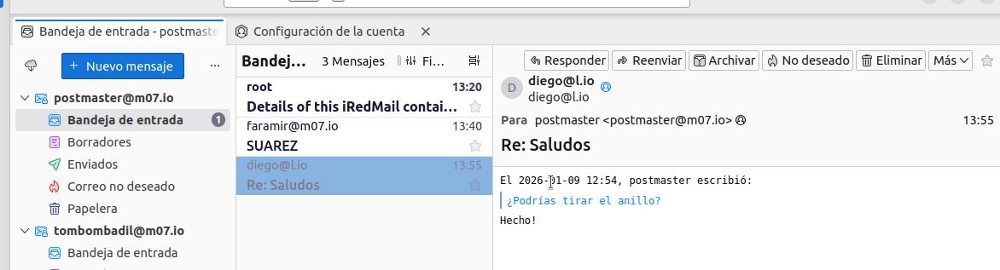 Bandeja de entrada - postmaste
Configuración de la cuenta
+ Nuevo mensaje
postmaster@m07.io
Bandeja de entrada 1
Borradores
Enviados
Correo no deseado
Papelera
tombombadil@m07.io
Bandeja de entrada
Bandej... 3 Mensajes Fi...
root 13:20
Details of this iRedMail contai...
faramir@m07.io 13:40
SUAREZ
diego@l.io 13:55
Re: Saludos
Responder Reenviar Archivar No deseado Eliminar Más
D
diego@l.io
diego@l.io
Para postmaster <postmaster@m07.io> 13:55
Re: Saludos
El 2026-01-09 12:54, postmaster escribió:
¿Podrías tirar el anillo?
Hecho!